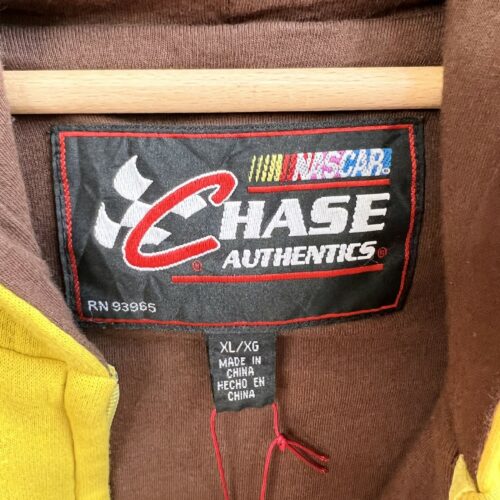 NASCAR®
CHASE
AUTHENTICS®
RN 93965
XL/XG
MADE IN
CHINA
HECHO EN
CHINA